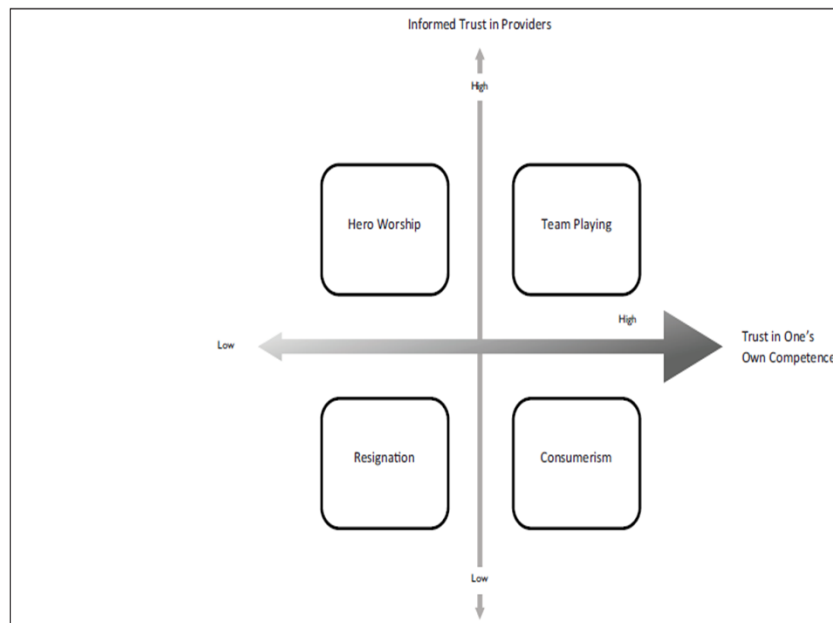 Informed Trust in Providers
High
Hero Worship
Team Playing
High
Low
Trust in One's
Own Competence
Resignation
Consumerism
Low